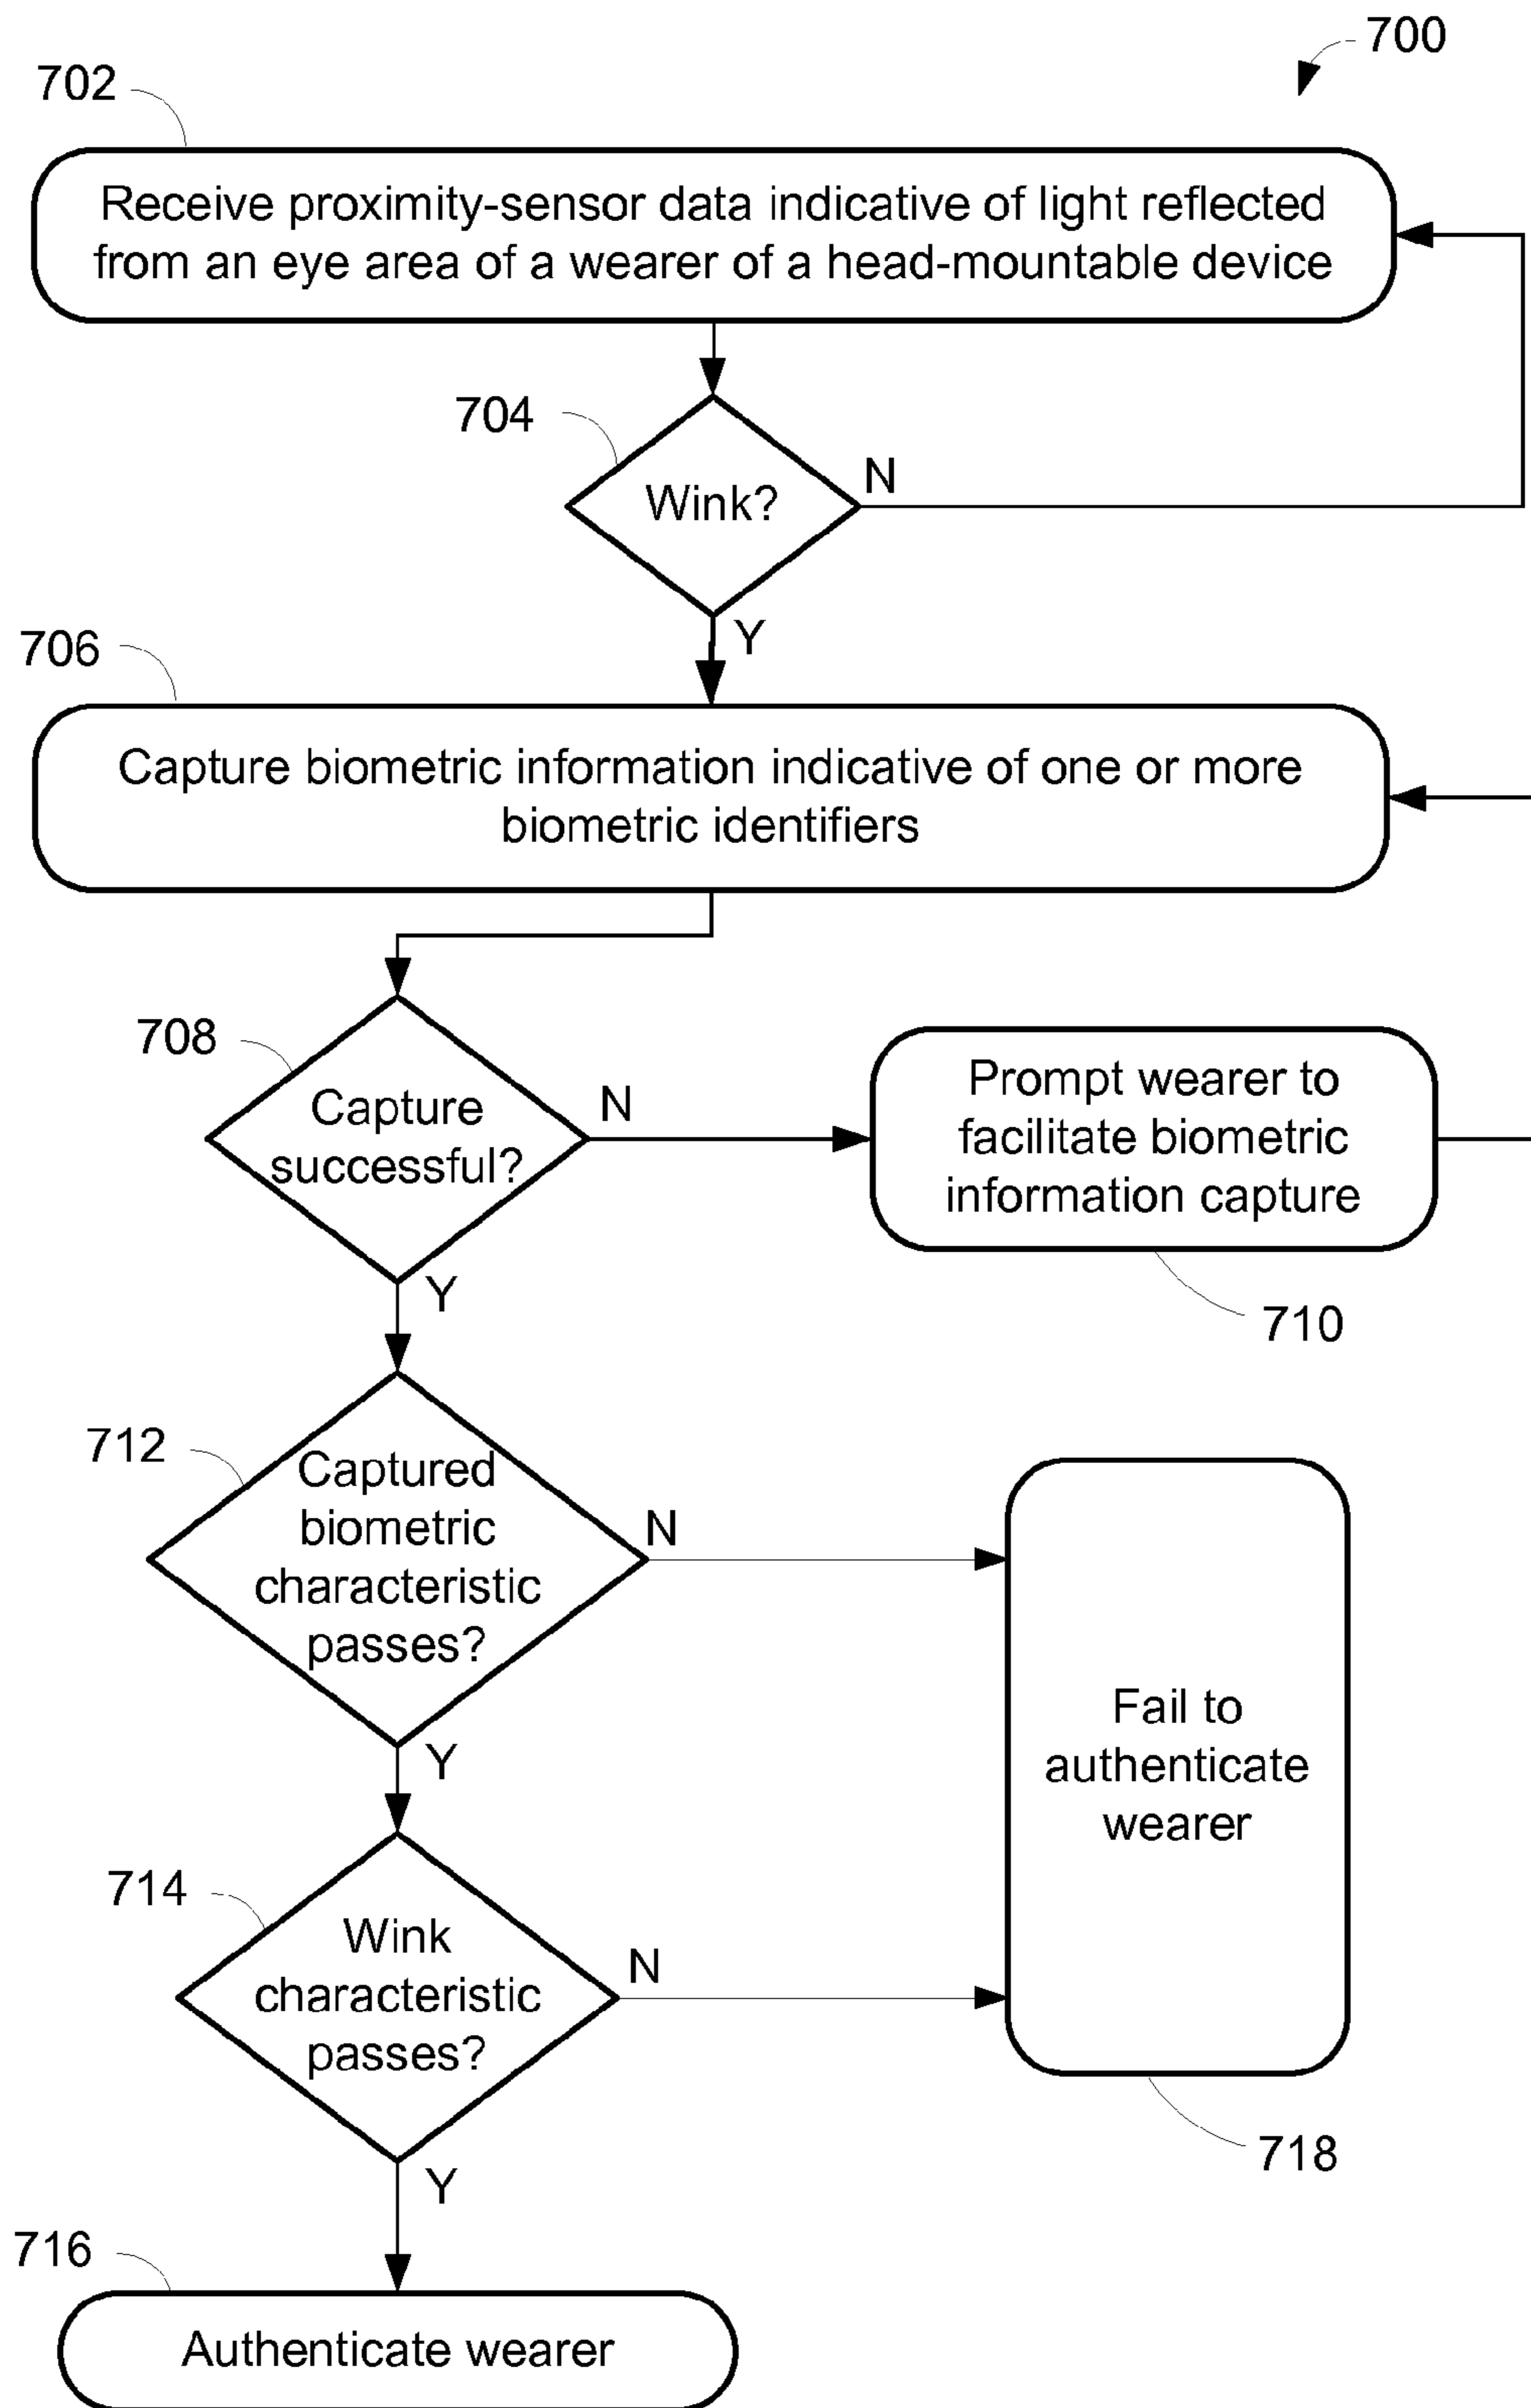 700
702
Receive proximity-sensor data indicative of light reflected
from an eye area of a wearer of a head-mountable device
704
Wink?
N
Y
706
Capture biometric information indicative of one or more
biometric identifiers
708
Capture
successful?
N
Prompt wearer to
facilitate biometric
information capture
710
Y
712
Captured
biometric
characteristic
passes?
N
Y
Fail to
authenticate
wearer
714
Wink
characteristic
passes?
N
718
Y
716
Authenticate wearer